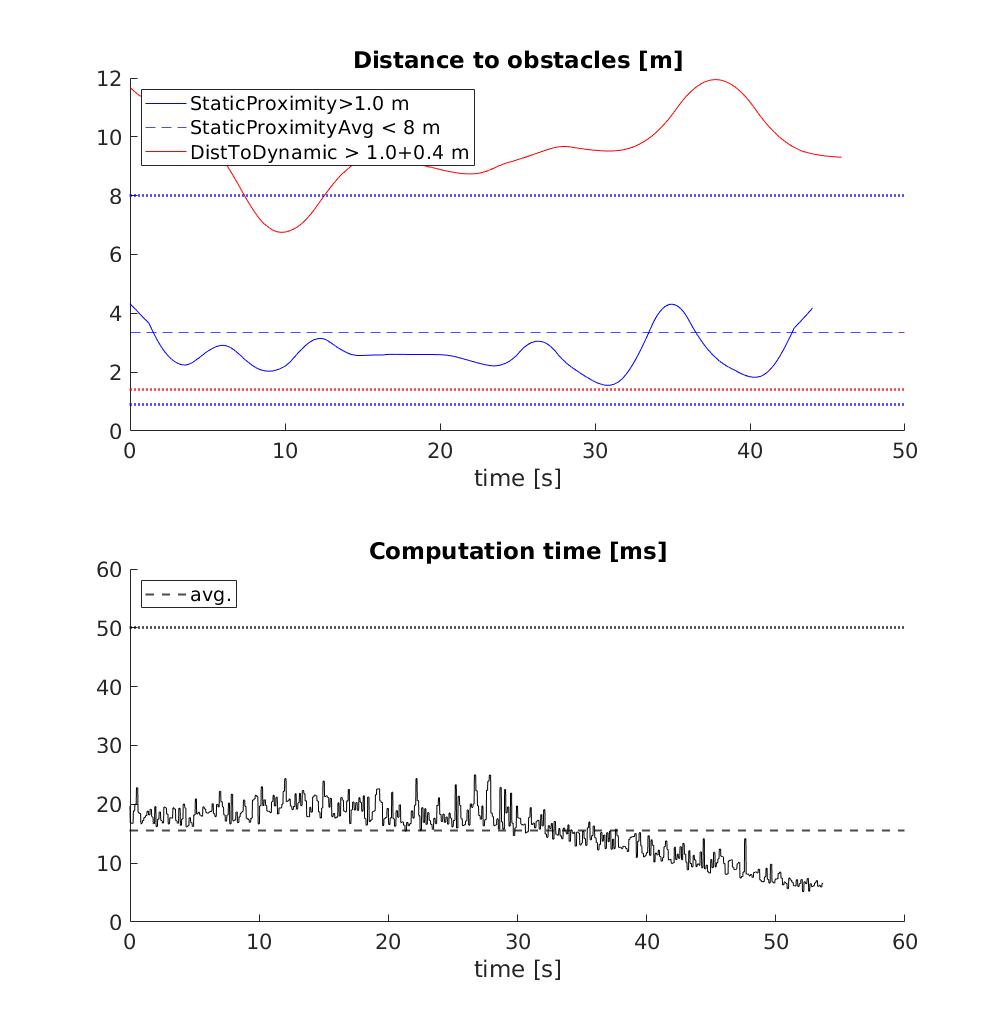 Distance to obstacles [m]
12
10
8
6
4
2
0
StaticProximity>1.0 m
StaticProximityAvg < 8 m
DistToDynamic > 1.0+0.4 m
0 10 20 30 40 50
time [s]
Computation time [ms]
60
50
40
30
20
10
0
avg.
0 10 20 30 40 50 60
time [s]